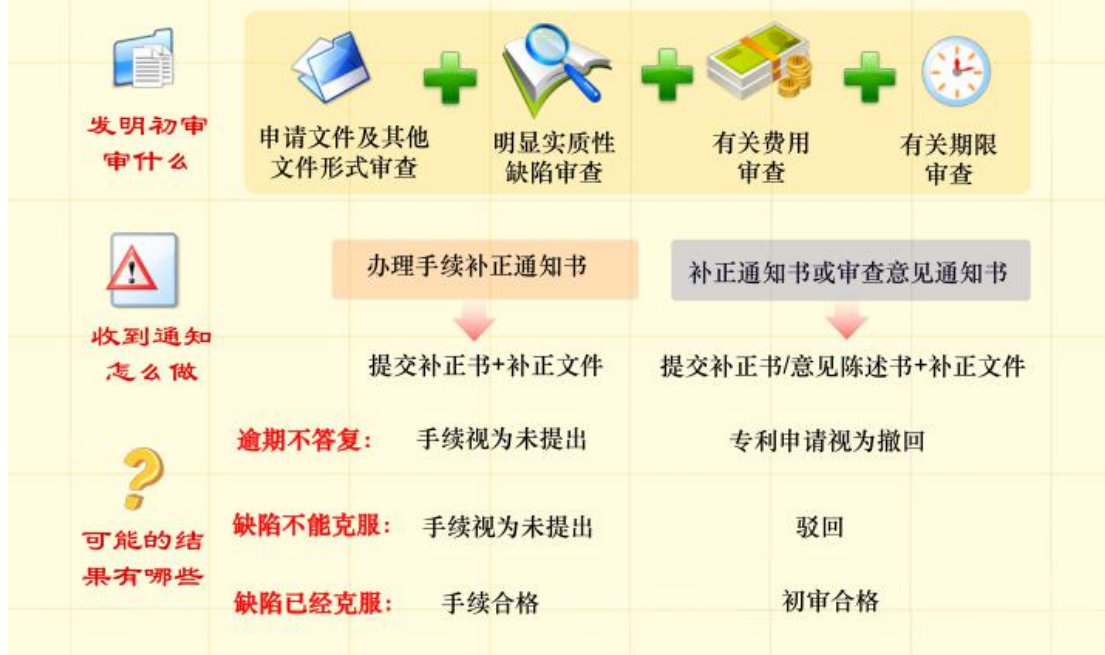 发明初审
审什么
申请文件及其他
文件形式审查
明显实质性
缺陷审查
有关费用
审查
有关期限
审查
收到通知
怎么做
办理手续补正通知书
补正通知书或审查意见通知书
提交补正书+补正文件
提交补正书/意见陈述书+补正文件
可能的结
果有哪些
逾期不答复：
手续视为未提出
专利申请视为撤回
缺陷不能克服：
手续视为未提出
驳回
缺陷已经克服：
手续合格
初审合格